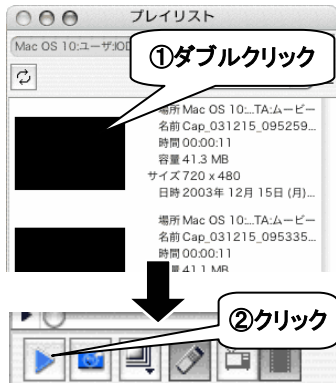 プレイリスト
Mac OS 10:ユーザ:IOD
①ダブルクリック
場所 Mac OS 10:...TA:ムービー
名前 Cap_031215_095259...
時間 00:00:11
容量 41.3 MB
サイズ 720 x 480
日時 2003年 12月 15日 (月)...
場所 Mac OS 10:...TA:ムービー
名前 Cap_031215_095335...
時間 00:00:11
41.1 MB
②クリック